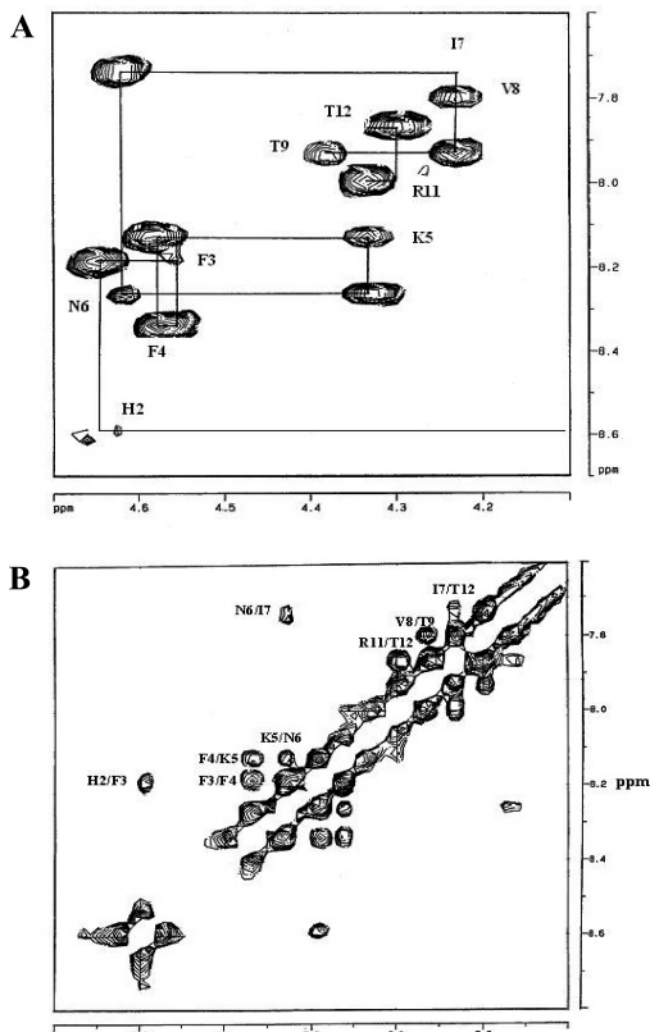 A
I7
7.8
V8
T12
T9
8.0
R11
K5
F3
8.2
N6
F4
H2
8.4
8.6
ppm
ppm 4.6 4.5 4.4 4.3 4.2
B
I7/T12
N6/I7
V8/T9
7.8
R11/T12
8.0
K5/N6
F4/K5
H2/F3 F3/F4
8.2 ppm
8.4
8.6